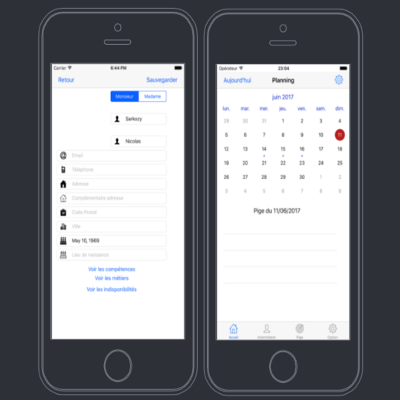 Carrier 6:44 PM
Retour Sauvegarder
Monsieur Madame
Sarkozy
Nicolas
Email
Téléphone
Adresse
Complémentaire adresse
Code Postal
Ville
May 16, 1988
Lieu de naissance
Voir les compétences
Voir les métiers
Voir les indisponibilités
Opérateur 23:04
Aujourd'hui Planning
juin 2017
lun. mar. mer. jeu. ven. sam. dim.
29 30 31 1 2 3 4
5 6 7 8 9 10 11
12 13 14 15 16 17 18
19 20 21 22 23 24 25
26 27 28 29 30 1 2
3 4 5 6 7 8 9
Pige du 11/06/2017
Accueil Intermittent Pige Option